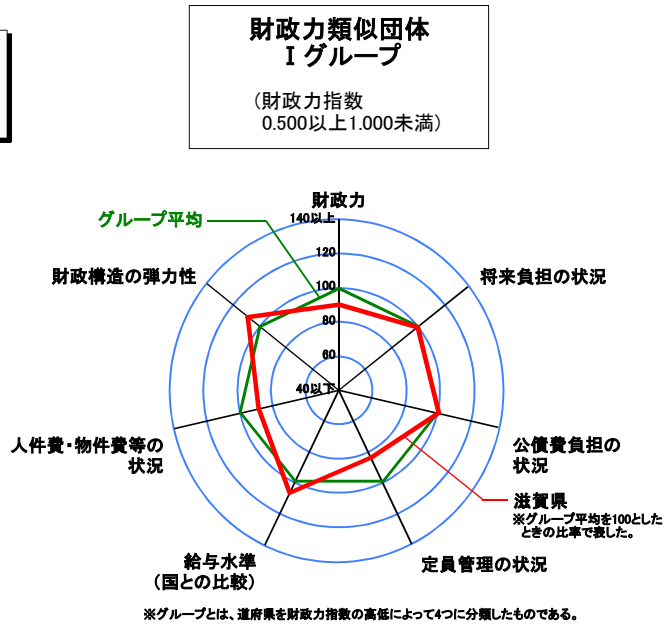 財政力類似団体
Ⅰグループ
（財政力指数
0.500以上1.000未満）
財政力
140以上
グループ平均
120
財政構造の弾力性
将来負担の状況
100
80
60
40以下
人件費・物件費等の
状況
公債費負担の
状況
滋賀県
※グループ平均を100とした
ときの比率で表した。
給与水準
（国との比較）
定員管理の状況
※グループとは、道府県を財政力指数の高低によって4つに分類したものである。